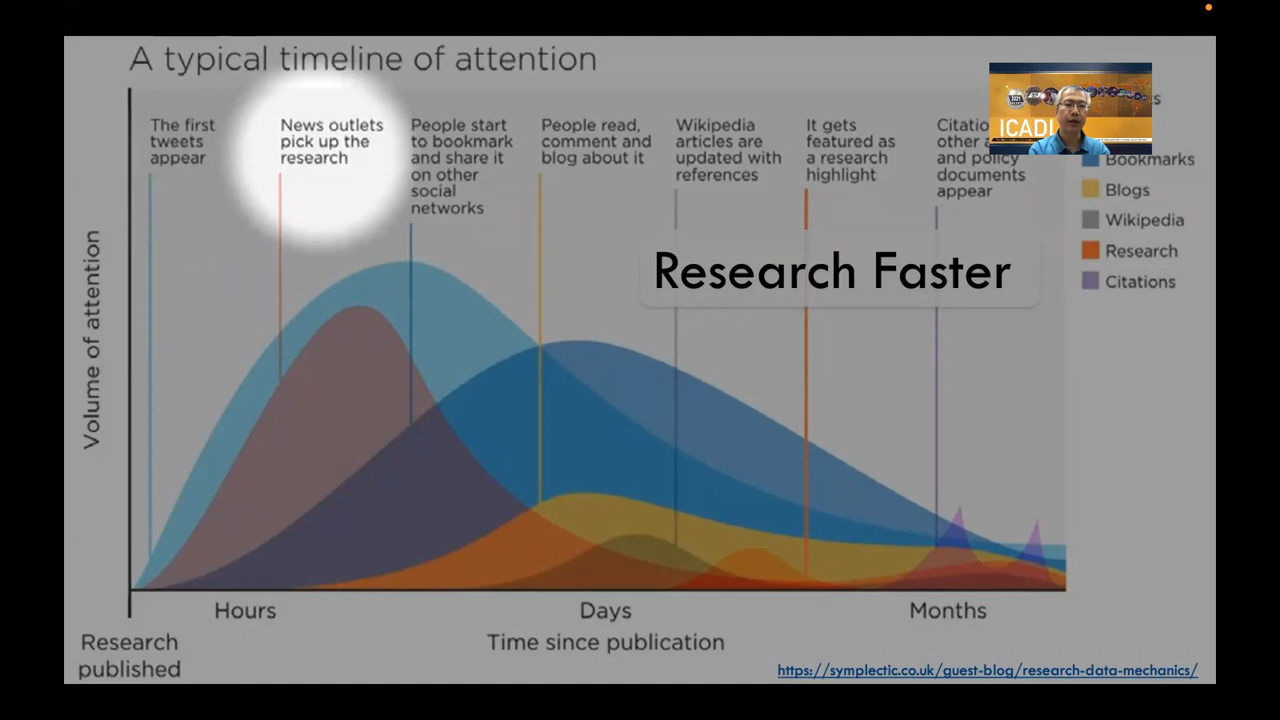 A typical timeline of attention
The first
tweets
appear
News outlets
pick up the
research
People start
to bookmark
and share it
on other
social
networks
People read,
comment and
blog about it
Wikipedia
articles are
updated with
references
It gets
featured as
a research
highlight
other
and policy
documents
appear
ICADL
Bookmarks
Blogs
Wikipedia
Research
Citations
Research Faster
Volume of attention
Hours
Days
Months
Research
published
Time since publication
https://symplectic.co.uk/guest-blog/research-data-mechanics/